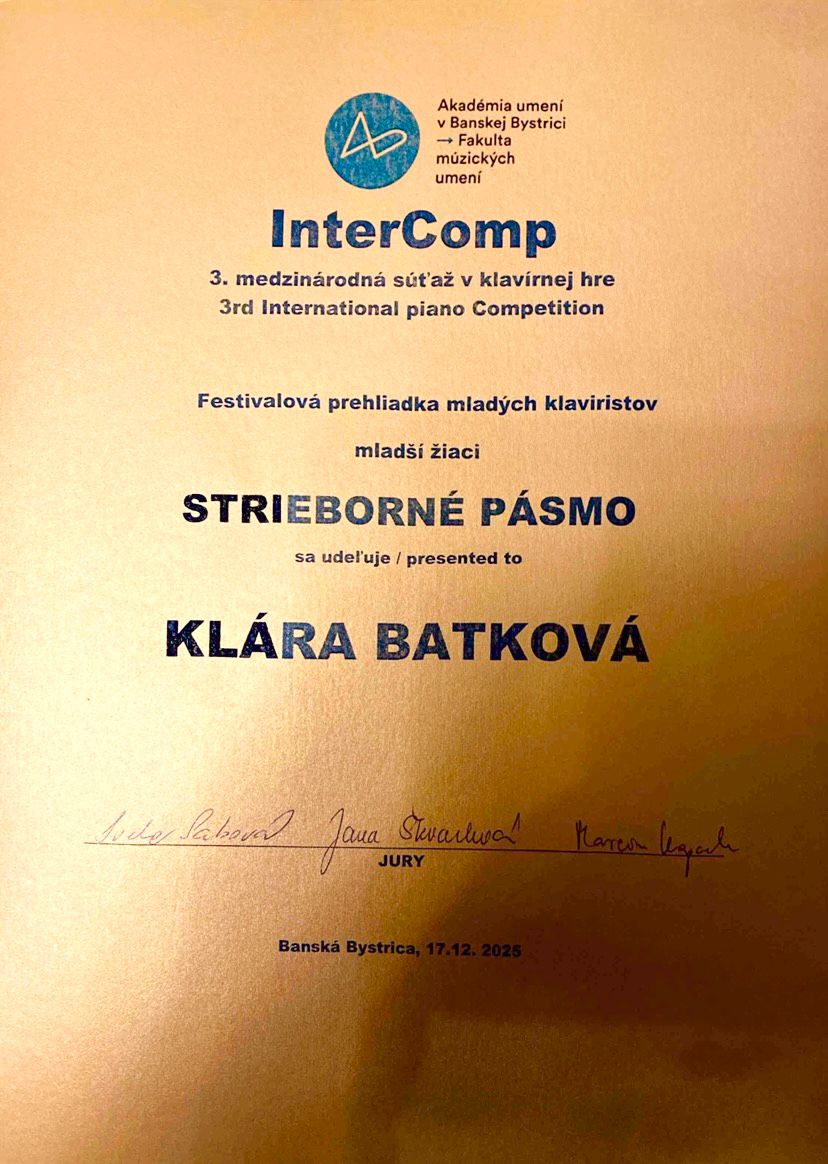 Akadémia umení
v Banskej Bystrici
→ Fakulta
múzických
umení
InterComp
3. medzinárodná súťaž v klavírnej hre
3rd International piano Competition
Festivalová prehliadka mladých klaviristov
mladší žiaci
STRIEBORNÉ PÁSMO
sa udeľuje / presented to
KLÁRA BATKOVÁ
Jana
JURY
Banská Bystrica, 17.12. 2025